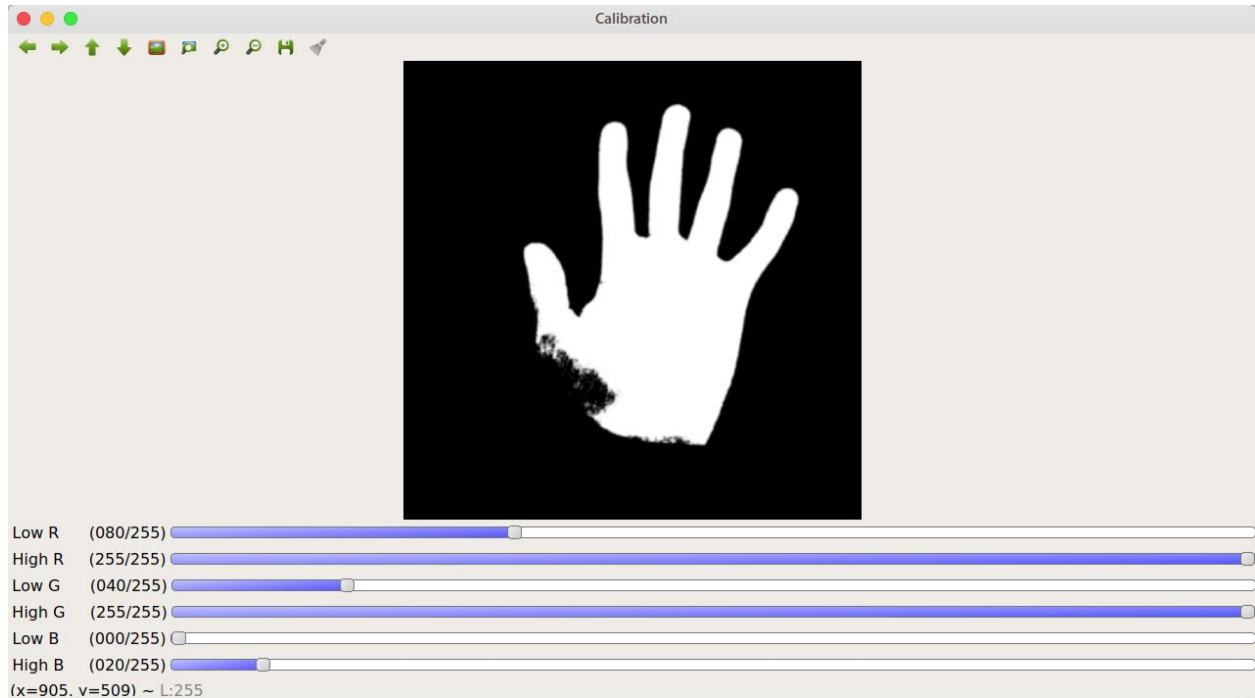 Calibration
Low R (080/255)
High R (255/255)
Low G (040/255)
High G (255/255)
Low B (000/255)
High B (020/255)
(x=905, y=509) ~ L:255